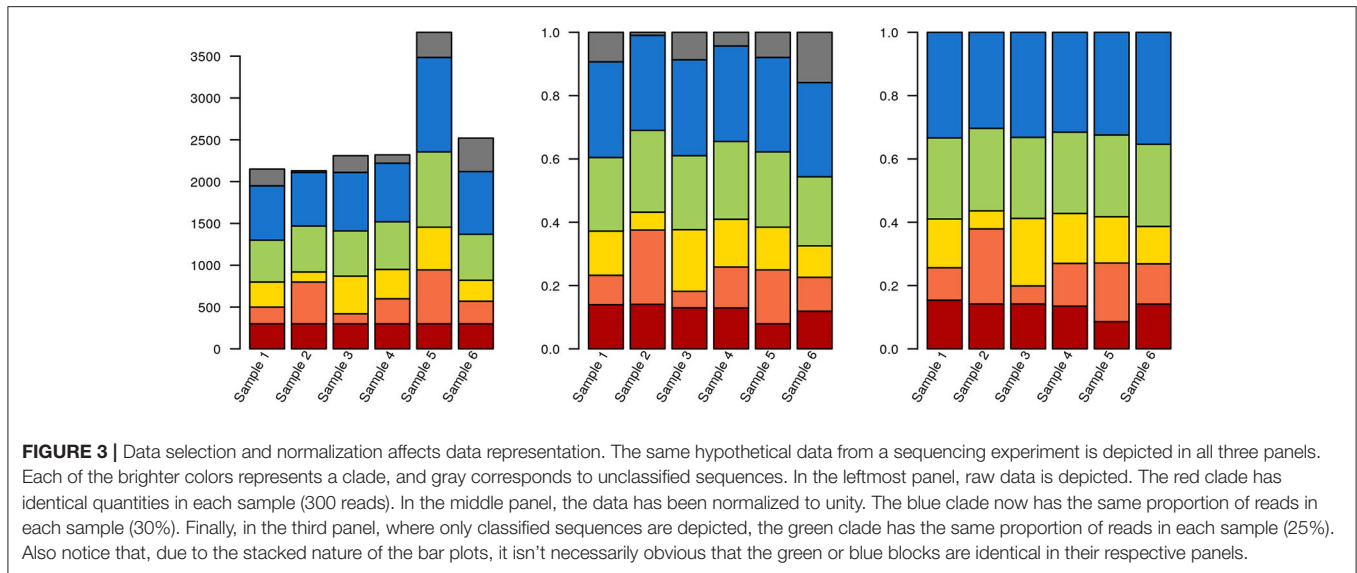 3500
3000
2500
2000
1500
1000
500
0
Sample 1
Sample 2
Sample 3
Sample 4
Sample 5
Sample 6
1.0
0.8
0.6
0.4
0.2
0.0
Sample 1
Sample 2
Sample 3
Sample 4
Sample 5
Sample 6
1.0
0.8
0.6
0.4
0.2
0.0
Sample 1
Sample 2
Sample 3
Sample 4
Sample 5
Sample 6
FIGURE 3 | Data selection and normalization affects data representation. The same hypothetical data from a sequencing experiment is depicted in all three panels.
Each of the brighter colors represents a clade, and gray corresponds to unclassified sequences. In the leftmost panel, raw data is depicted. The red clade has
identical quantities in each sample (300 reads). In the middle panel, the data has been normalized to unity. The blue clade now has the same proportion of reads in
each sample (30%). Finally, in the third panel, where only classified sequences are depicted, the green clade has the same proportion of reads in each sample (25%).
Also notice that, due to the stacked nature of the bar plots, it isn't necessarily obvious that the green or blue blocks are identical in their respective panels.